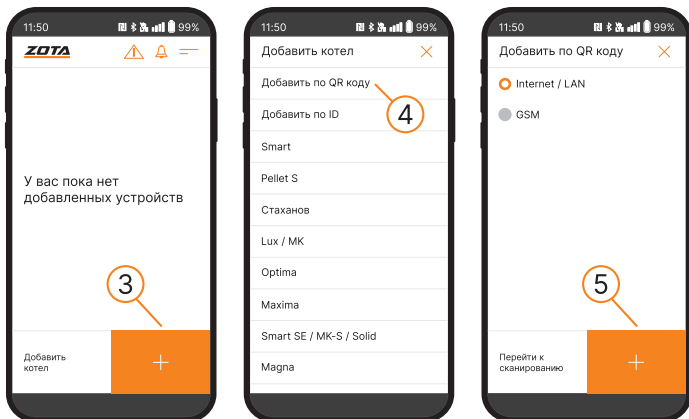 11:50 99%
ZOTA
У вас пока нет
добавленных устройств
3
Добавить
котел
11:50 99%
Добавить котел
Добавить по QR коду
4
Добавить по ID
Smart
Pellet S
Стаханов
Lux / MK
Optima
Maxima
Smart SE / MK-S / Solid
Magna
11:50 99%
Добавить по QR коду
Internet / LAN
GSM
5
Перейти к
сканированию